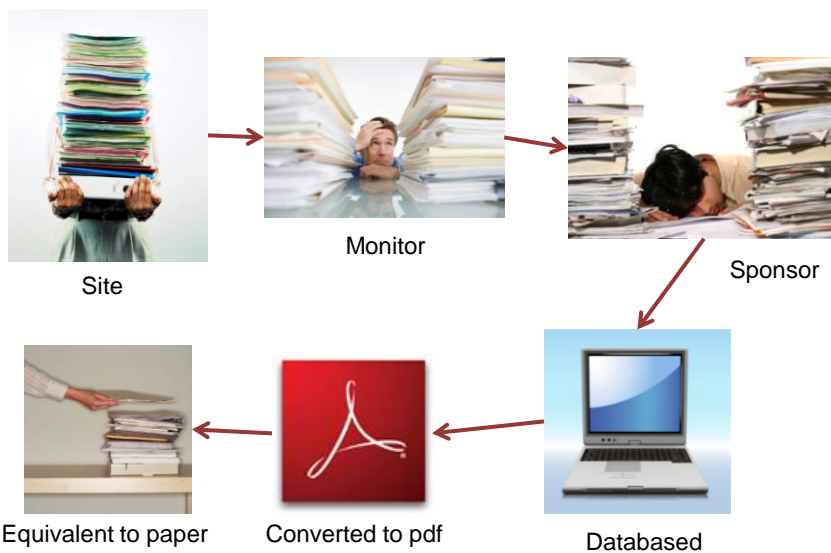 Site
Monitor
Sponsor
Equivalent to paper
Converted to pdf
Databased